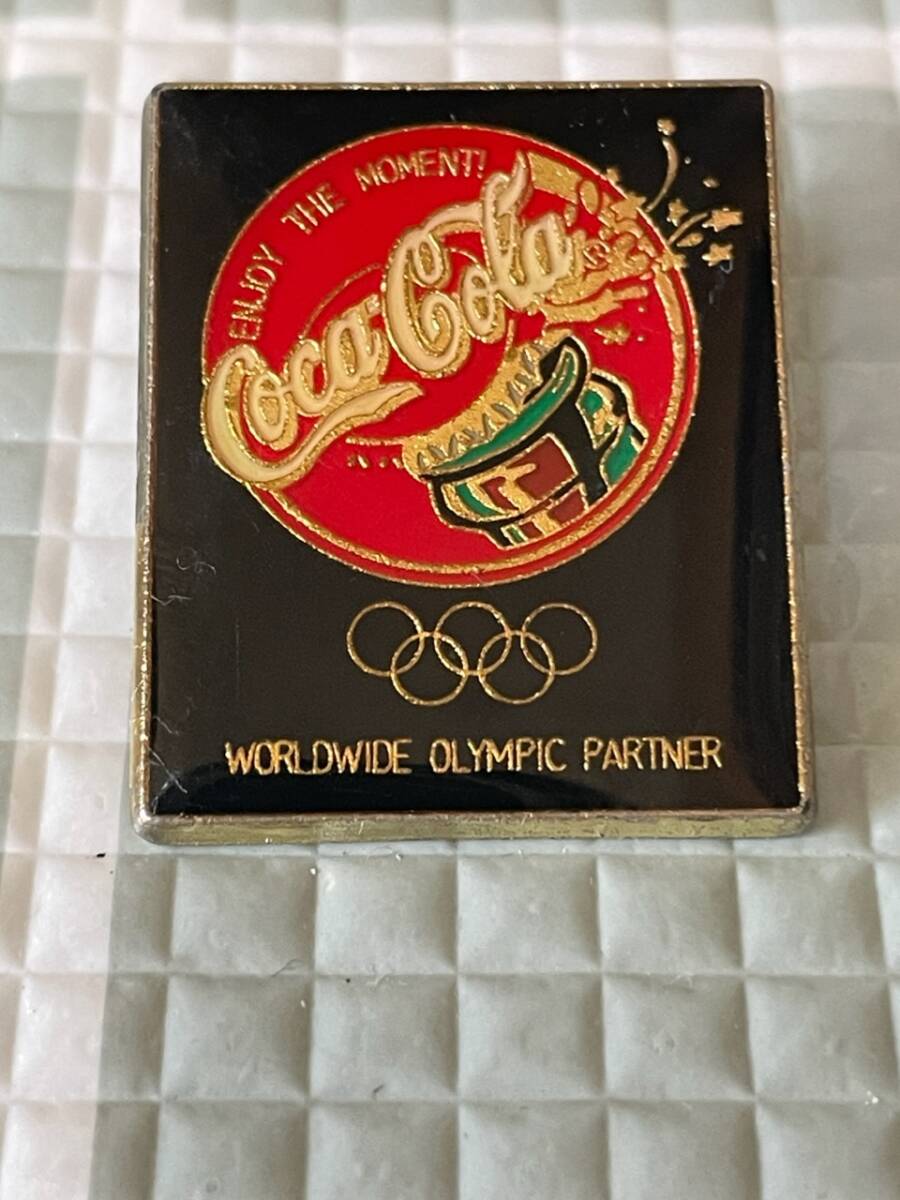 ENJOY THE MOMENT!
Coca-Cola
WORLDWIDE OLYMPIC PARTNER